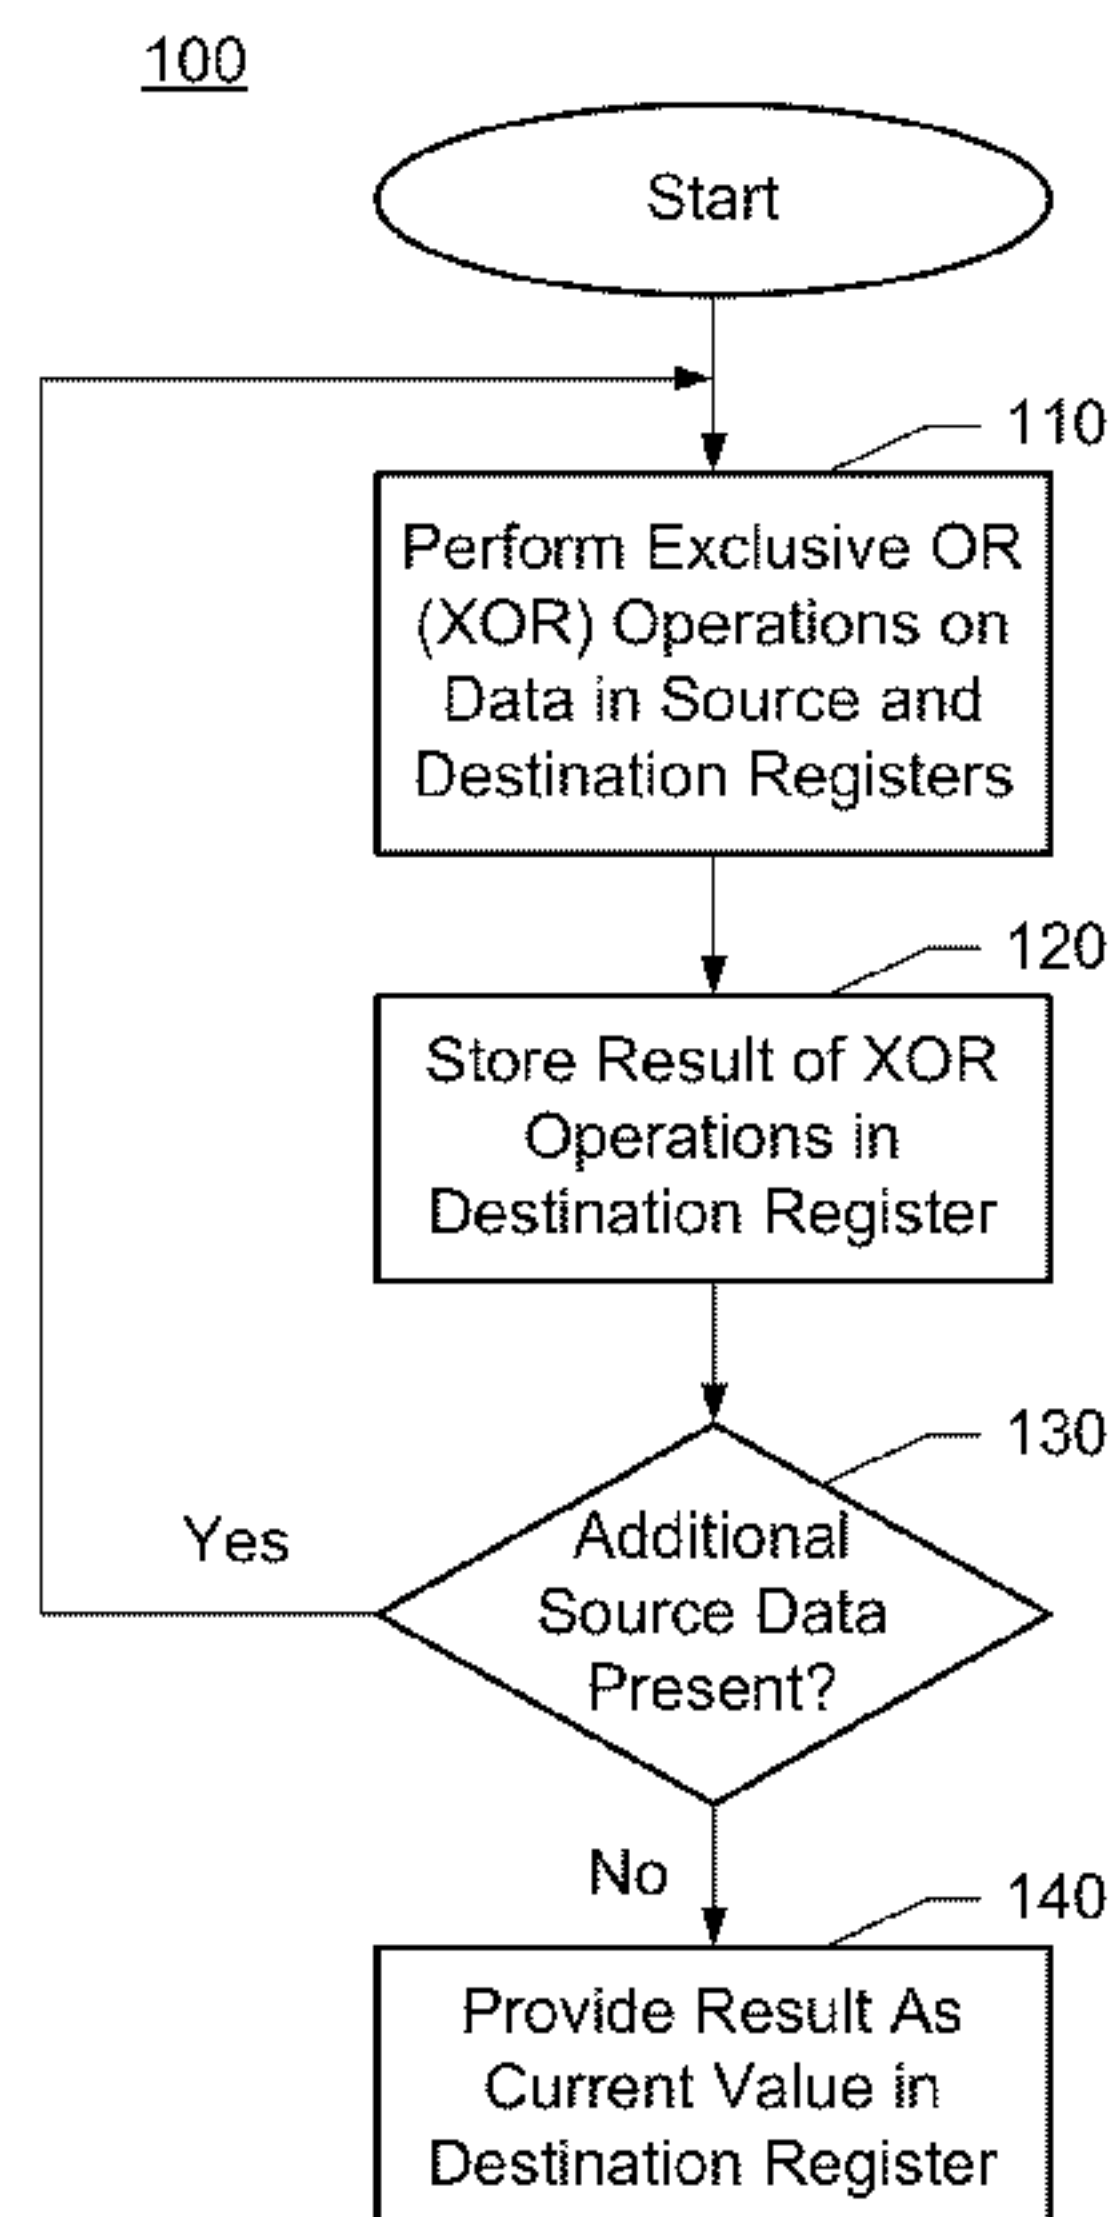 100
Start
110
Perform Exclusive OR
(XOR) Operations on
Data in Source and
Destination Registers
120
Store Result of XOR
Operations in
Destination Register
130
Additional
Source Data
Present?
Yes
No
140
Provide Result As
Current Value in
Destination Register